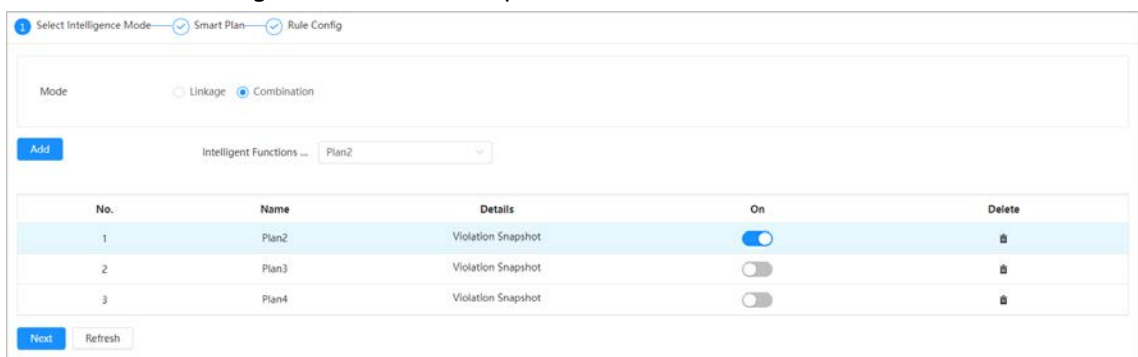 1 Select Intelligence Mode Smart Plan Rule Config
Mode Linkage Combination
Add Intelligent Functions ... Plan2
No. Name Details On Delete
1 Plan2 Violation Snapshot
2 Plan3 Violation Snapshot
3 Plan4 Violation Snapshot
Next Refresh